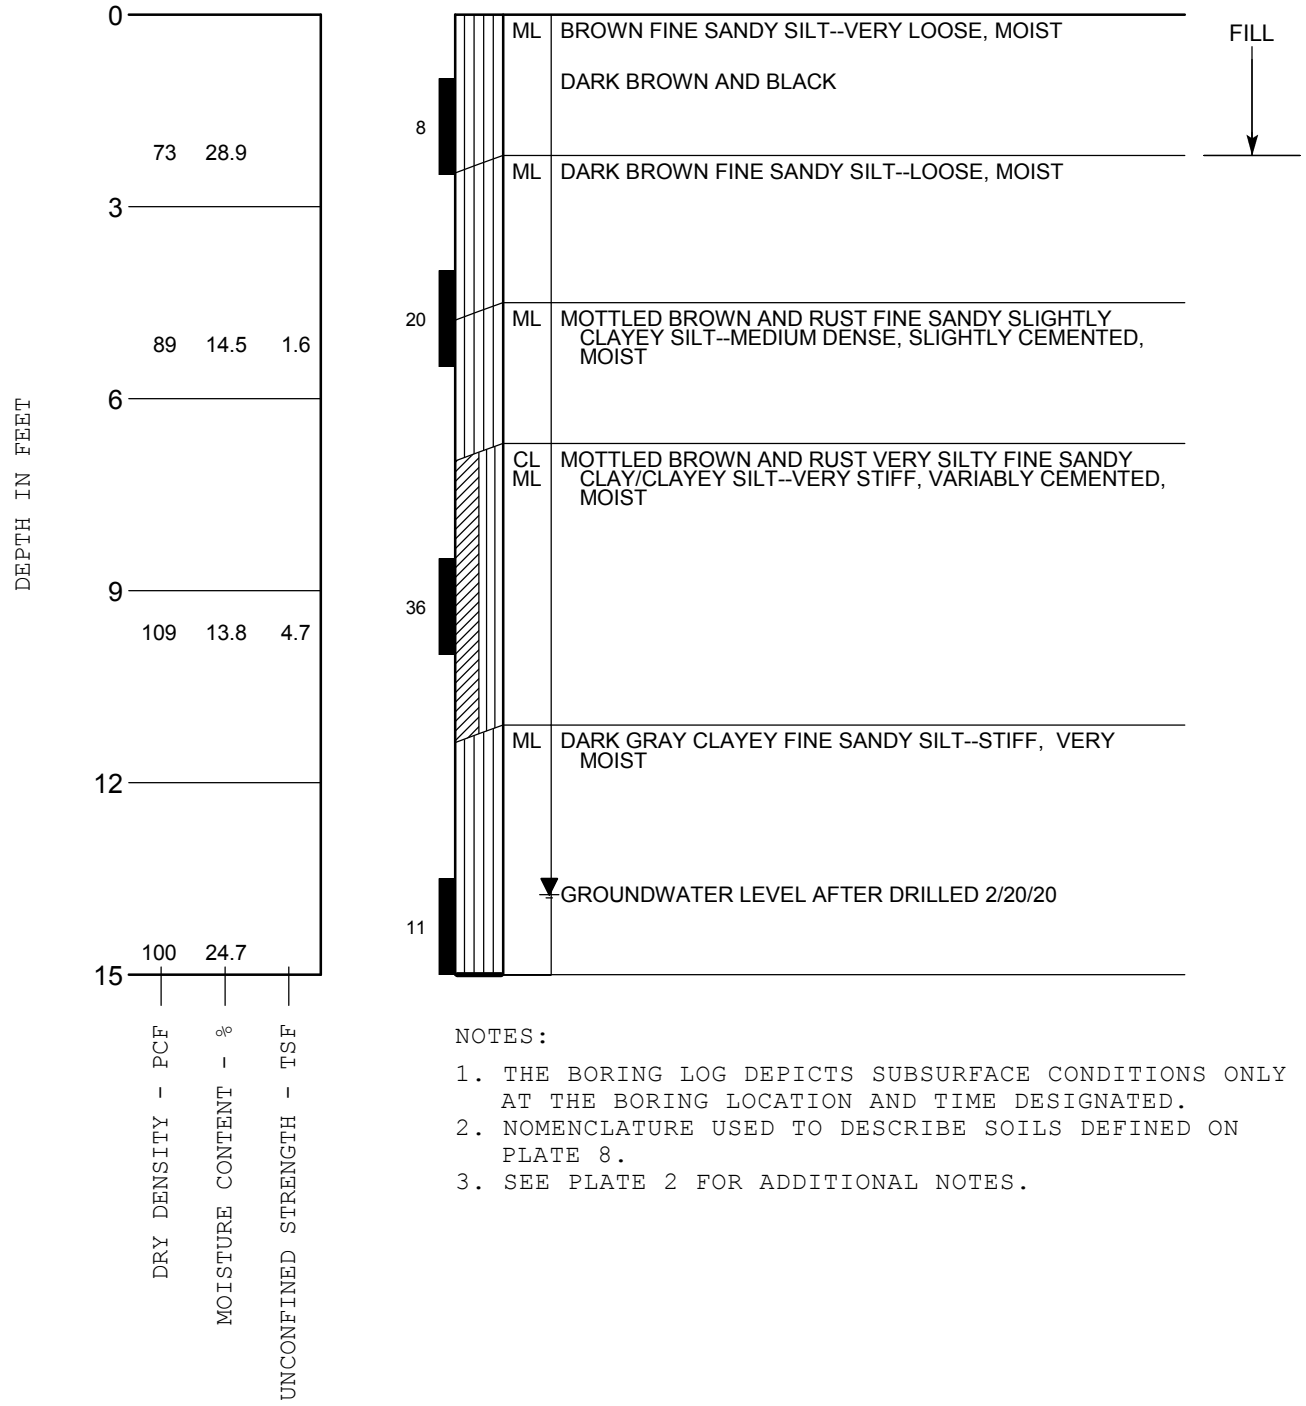 0
ML BROWN FINE SANDY SILT--VERY LOOSE, MOIST
FILL
DARK BROWN AND BLACK
8
73 28.9
ML DARK BROWN FINE SANDY SILT--LOOSE, MOIST
3
20
ML MOTTLED BROWN AND RUST FINE SANDY SLIGHTLY
CLAYEY SILT--MEDIUM DENSE, SLIGHTLY CEMENTED,
MOIST
89 14.5 1.6
6
DEPTH IN FEET
CL MOTTLED BROWN AND RUST VERY SILTY FINE SANDY
ML CLAY/CLAYEY SILT--VERY STIFF, VARIABLY CEMENTED,
MOIST
9
36
109 13.8 4.7
ML DARK GRAY CLAYEY FINE SANDY SILT--STIFF, VERY
MOIST
12
GROUNDWATER LEVEL AFTER DRILLED 2/20/20
11
100 24.7
15
DRY DENSITY - PCF
MOISTURE CONTENT - %
UNCONFINED STRENGTH - TSF
NOTES:
1. THE BORING LOG DEPICTS SUBSURFACE CONDITIONS ONLY
AT THE BORING LOCATION AND TIME DESIGNATED.
2. NOMENCLATURE USED TO DESCRIBE SOILS DEFINED ON
PLATE 8.
3. SEE PLATE 2 FOR ADDITIONAL NOTES.